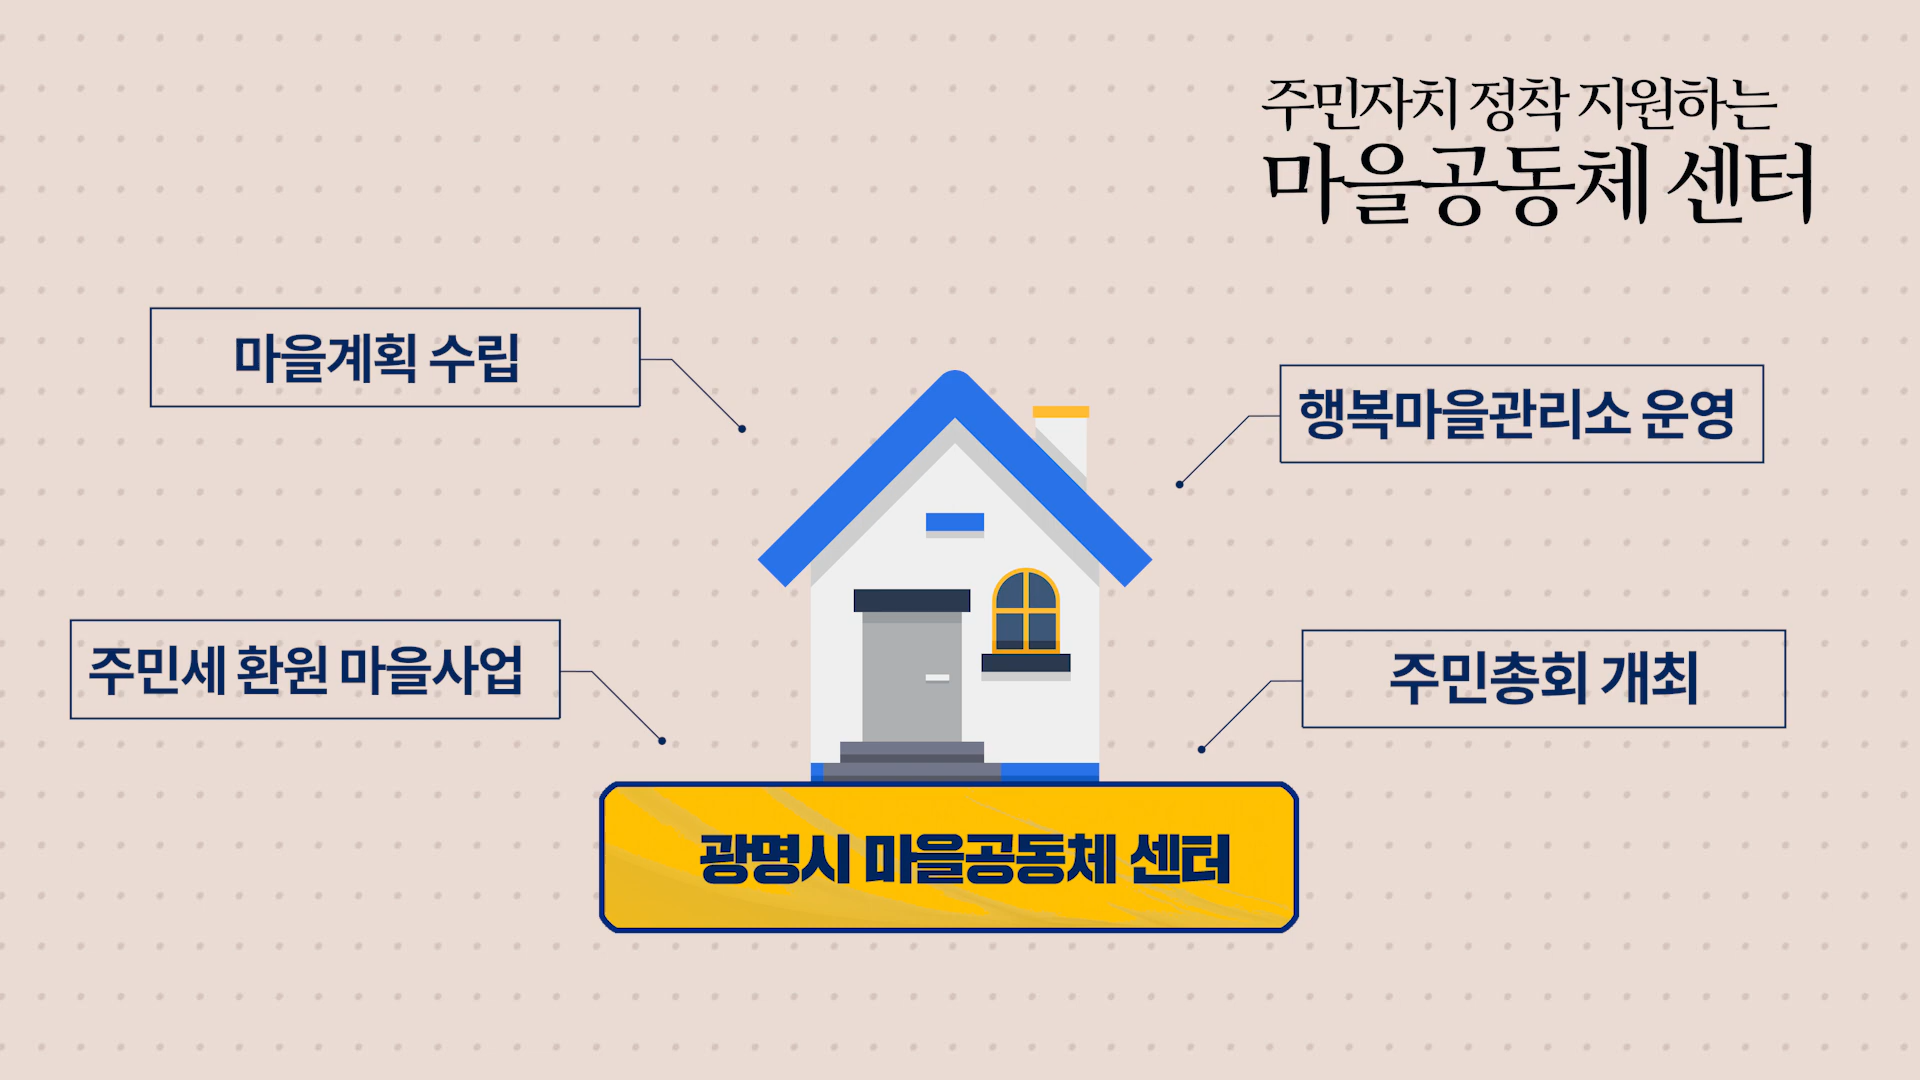 주민자치 정착 지원하는
마을공동체 센터
마을계획 수립
행복마을관리소 운영
주민세 환원 마을사업
주민총회 개최
광명시 마을공동체 센터